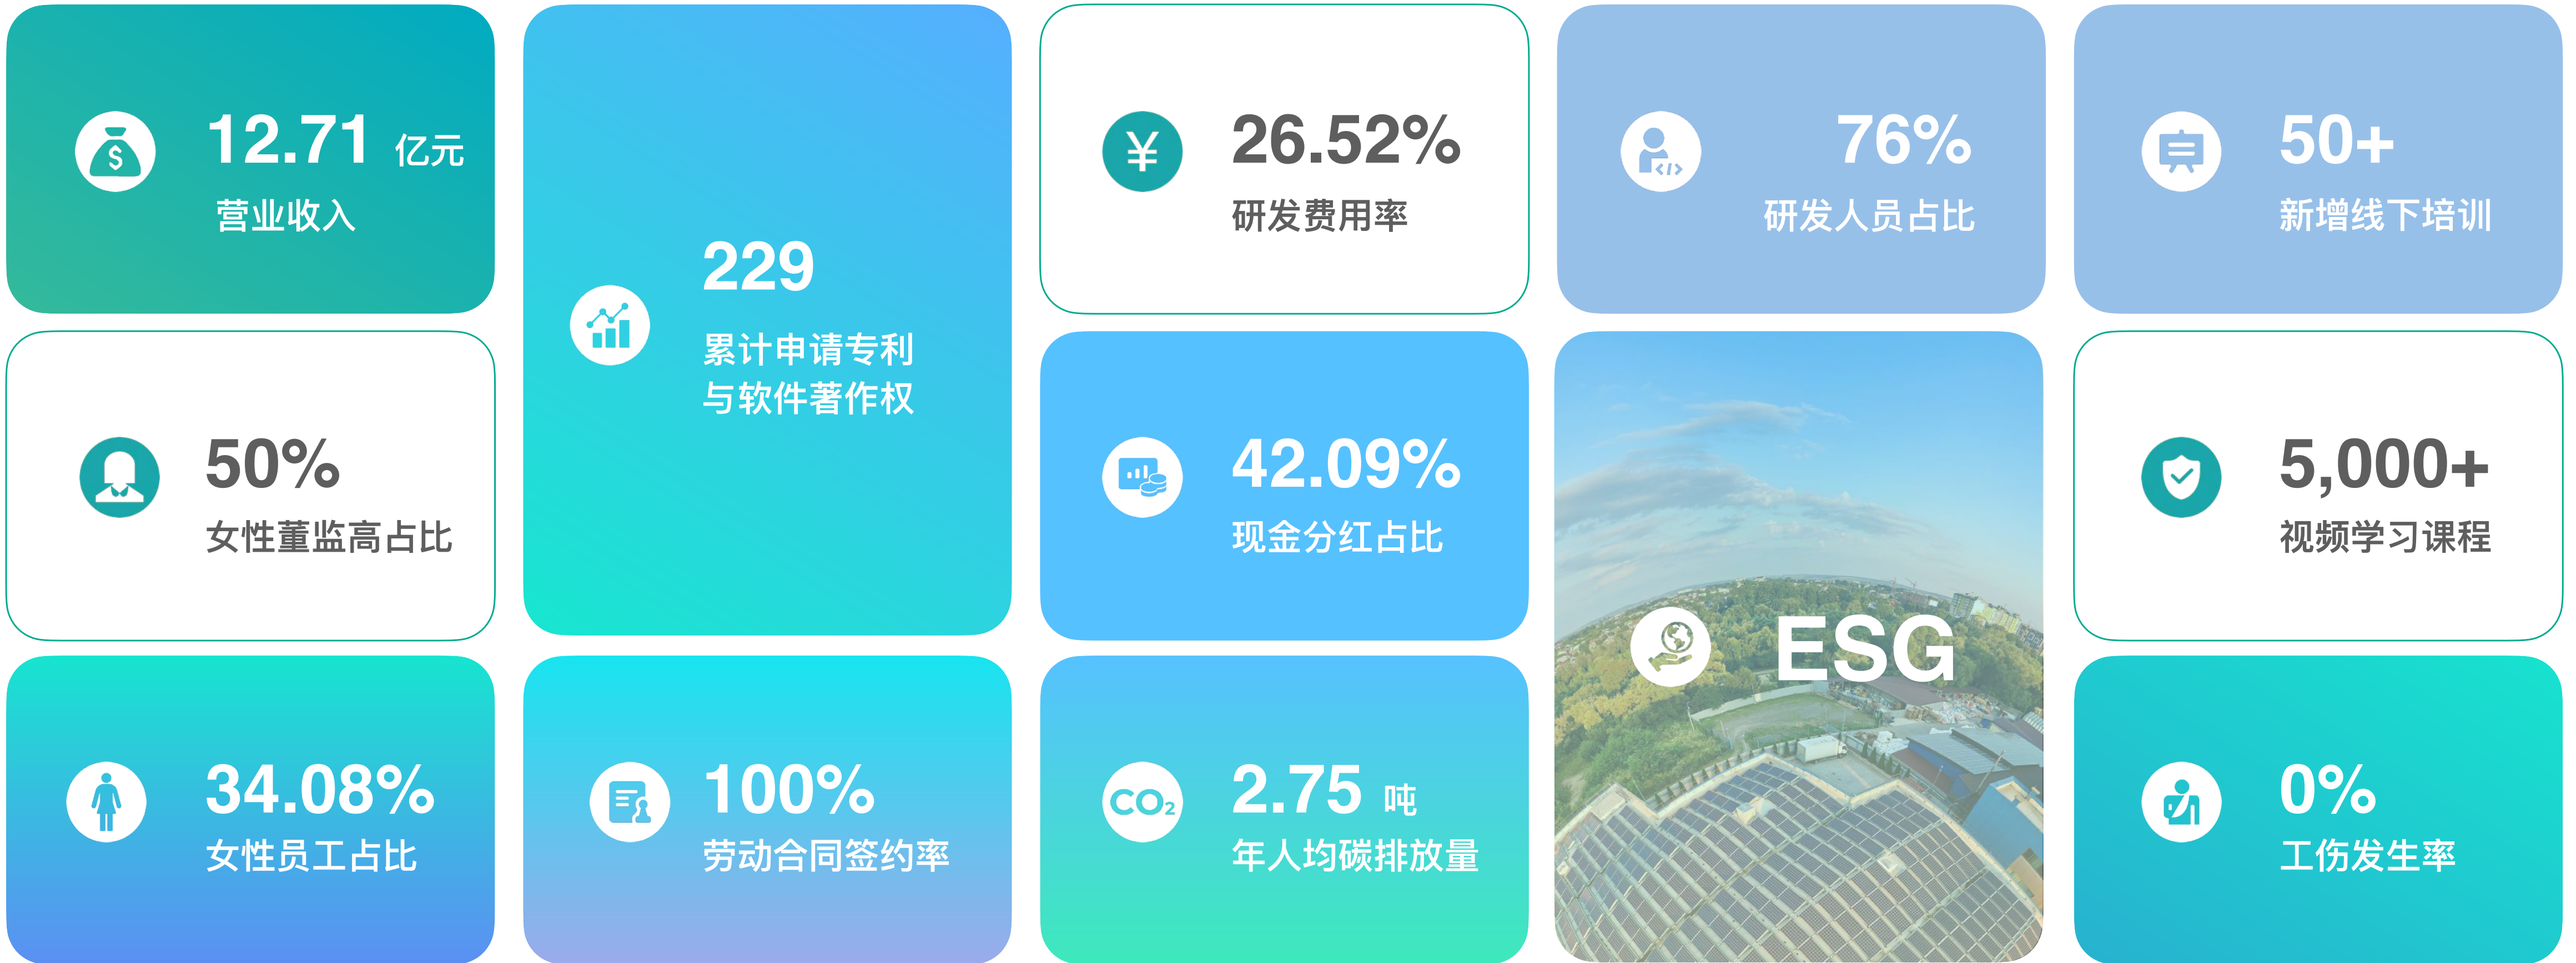 12.71 亿元
营业收入
229
累计申请专利
与软件著作权
¥
26.52%
研发费用率
76%
研发人员占比
50+
新增线下培训
50%
女性董监高占比
42.09%
现金分红占比
ESG
5,000+
视频学习课程
34.08%
女性员工占比
100%
劳动合同签约率
CO₂
2.75 吨
年人均碳排放量
0%
工伤发生率